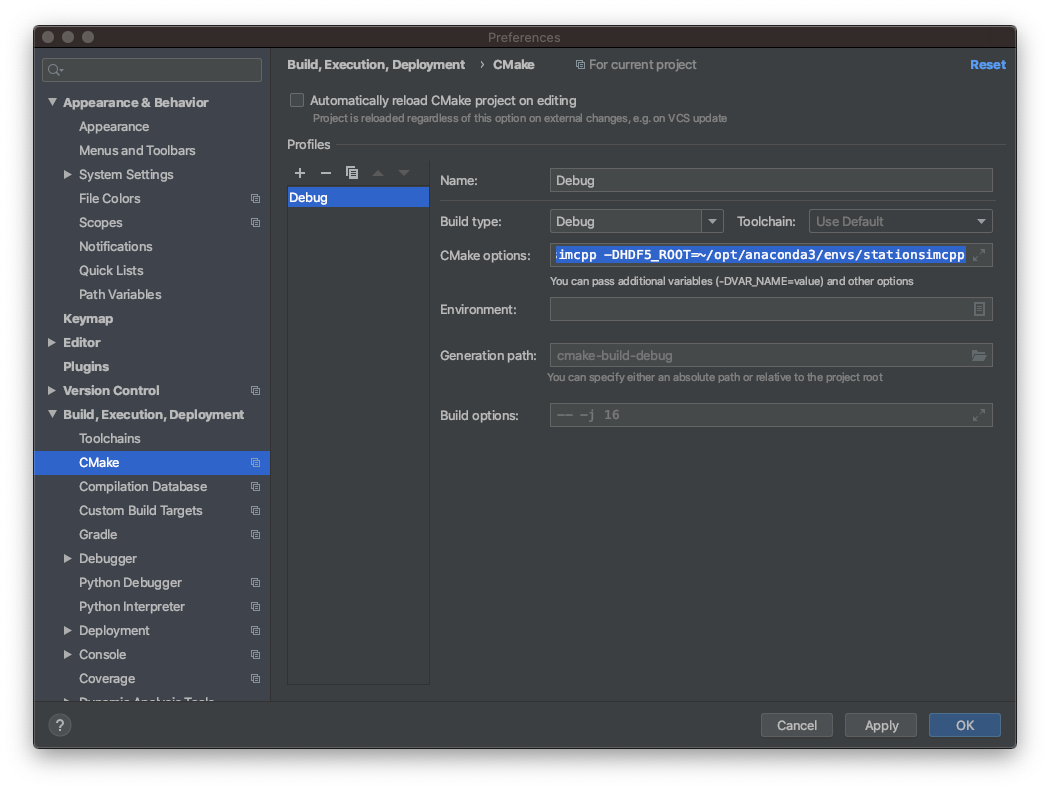 Preferences
Build, Execution, Deployment › CMake For current project Reset
Appearance & Behavior
Appearance
Menus and Toolbars
System Settings
File Colors
Scopes
Notifications
Quick Lists
Path Variables
Keymap
Editor
Plugins
Version Control
Build, Execution, Deployment
Toolchains
CMake
Compilation Database
Custom Build Targets
Gradle
Debugger
Python Debugger
Python Interpreter
Deployment
Console
Coverage
Dynamic Analysis Tools
Automatically reload CMake project on editing
Project is reloaded regardless of this option on external changes, e.g. on VCS update
Profiles
Debug
Name: Debug
Build type: Debug Toolchain: Use Default
CMake options: simcpp -DHDF5_ROOT=~/opt/anaconda3/envs/stationsimcpp
You can pass additional variables (-DVAR_NAME=value) and other options
Environment:
Generation path: cmake-build-debug
You can specify either an absolute path or relative to the project root
Build options: -- -j 16
?
Cancel Apply OK